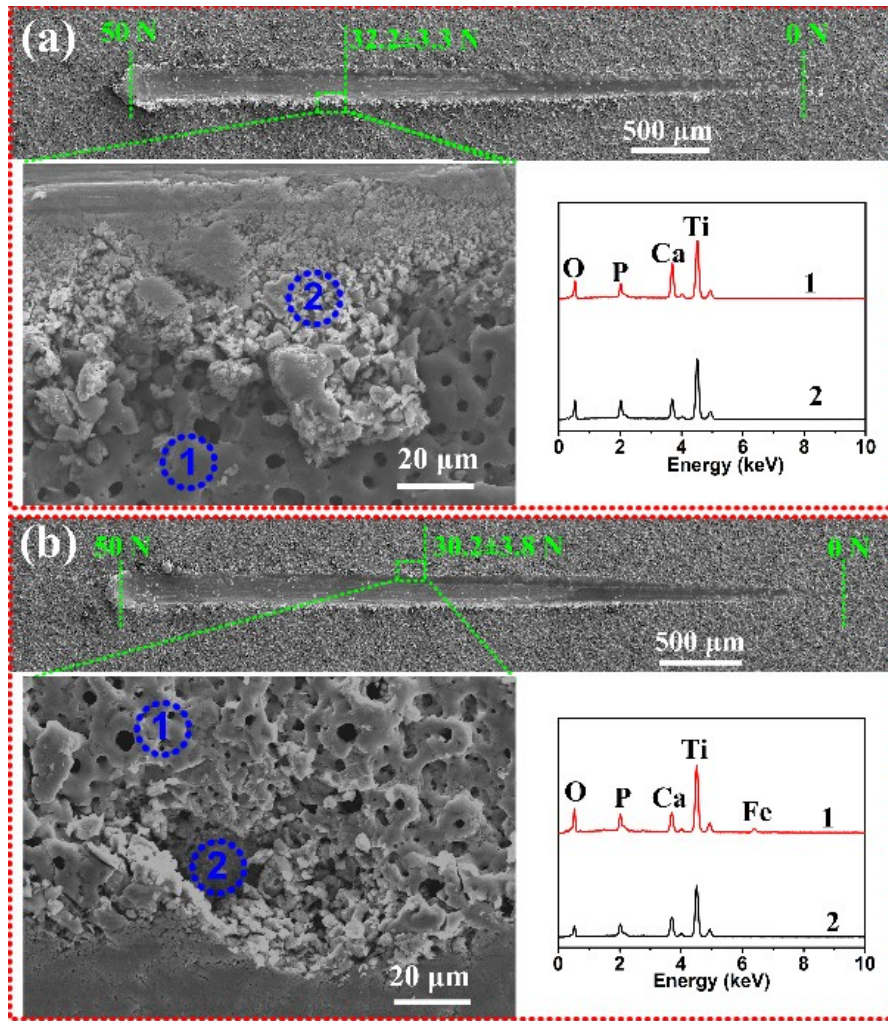 (a)
50 N
32.2±3.3 N
0 N
500 µm
2
1
20 µm
O P Ca Ti
1
2
0 2 4 6 8 10
Energy (keV)
(b)
50 N
30.2±3.8 N
0 N
500 µm
1
2
20 µm
O P Ca Ti Fe
1
2
0 2 4 6 8 10
Energy (keV)